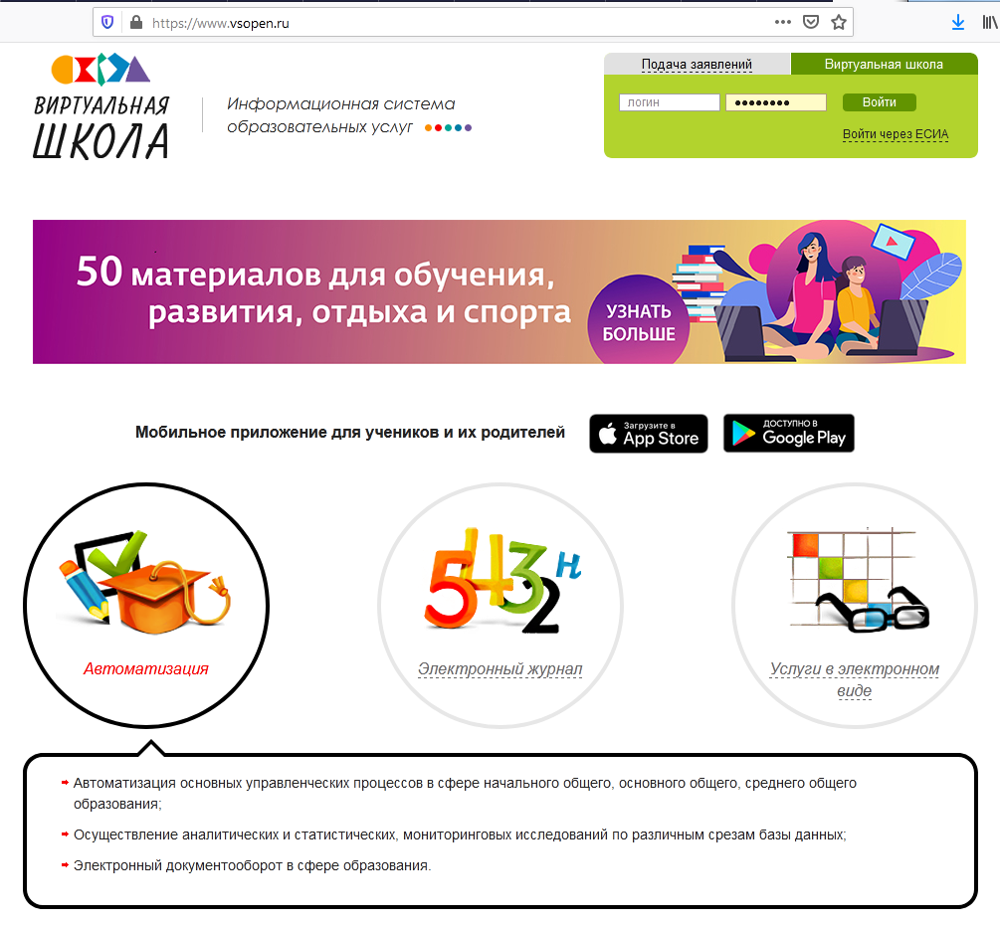 https://www.vsopen.ru
ВИРТУАЛЬНАЯ
ШКОЛА
Информационная система
образовательных услуг
Подача заявлений
Виртуальная школа
логин
Войти
Войти через ЕСИА
50 материалов для обучения,
развития, отдыха и спорта
УЗНАТЬ
БОЛЬШЕ
Мобильное приложение для учеников и их родителей
Загрузите в
App Store
ДОСТУПНО В
Google Play
5432н
Автоматизация
Электронный журнал
Услуги в электронном
виде
Автоматизация основных управленческих процессов в сфере начального общего, основного общего, среднего общего
образования;
Осуществление аналитических и статистических, мониторинговых исследований по различным срезам базы данных;
Электронный документооборот в сфере образования.